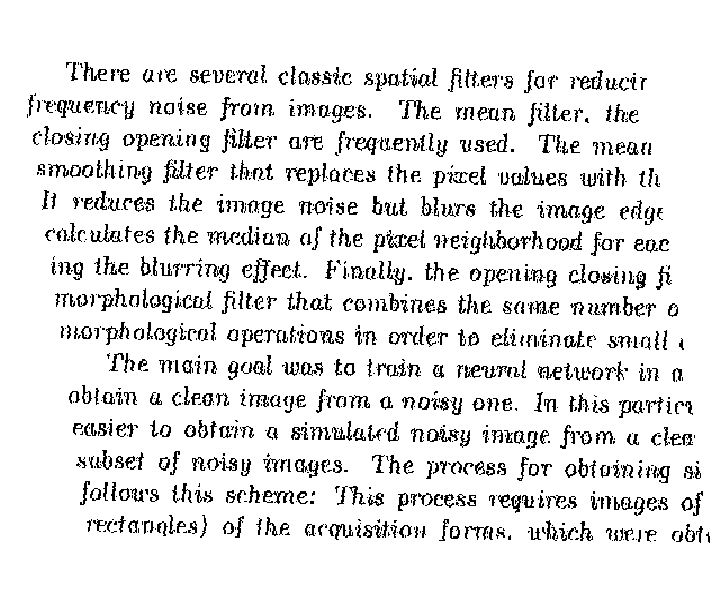 There are several classic spatial filters for reducir
frequency noise from images. The mean filter, the
closing opening filter are frequently used. The mean
smoothing filter that replaces the pixel values with th
It reduces the image noise but blurs the image edge
calculates the median of the pixel neighborhood for eac
ing the blurring effect. Finally, the opening closing fi
morphological filter that combines the same number o
morphological operations in order to eliminate small
The main goal was to train a neural network in a
obtain a clean image from a noisy one. In this particu
easier to obtain a simulated noisy image from a clea
subset of noisy images. The process for obtaining si
follows this scheme: This process requires images of
rectangles) of the acquisition forms, which were obt